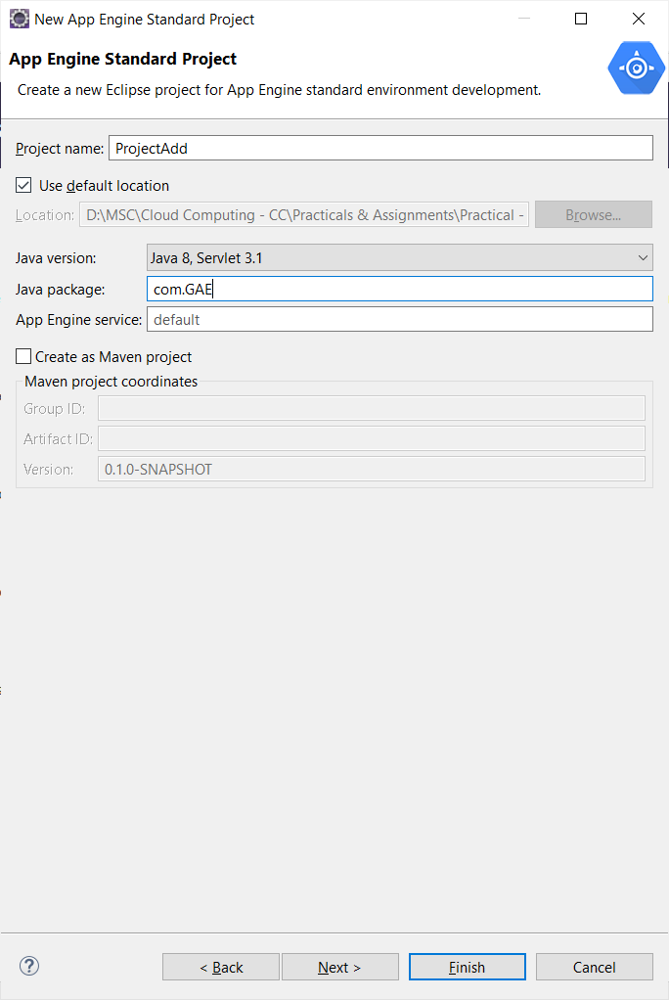 New App Engine Standard Project
App Engine Standard Project
Create a new Eclipse project for App Engine standard environment development.
Project name: ProjectAdd
Use default location
Location: D:\MSC\Cloud Computing - CC\Practicals & Assignments\Practical - Browse...
Java version: Java 8, Servlet 3.1
Java package: com.GAE
App Engine service: default
Create as Maven project
Maven project coordinates
Group ID:
Artifact ID:
Version: 0.1.0-SNAPSHOT
? < Back Next > Finish Cancel